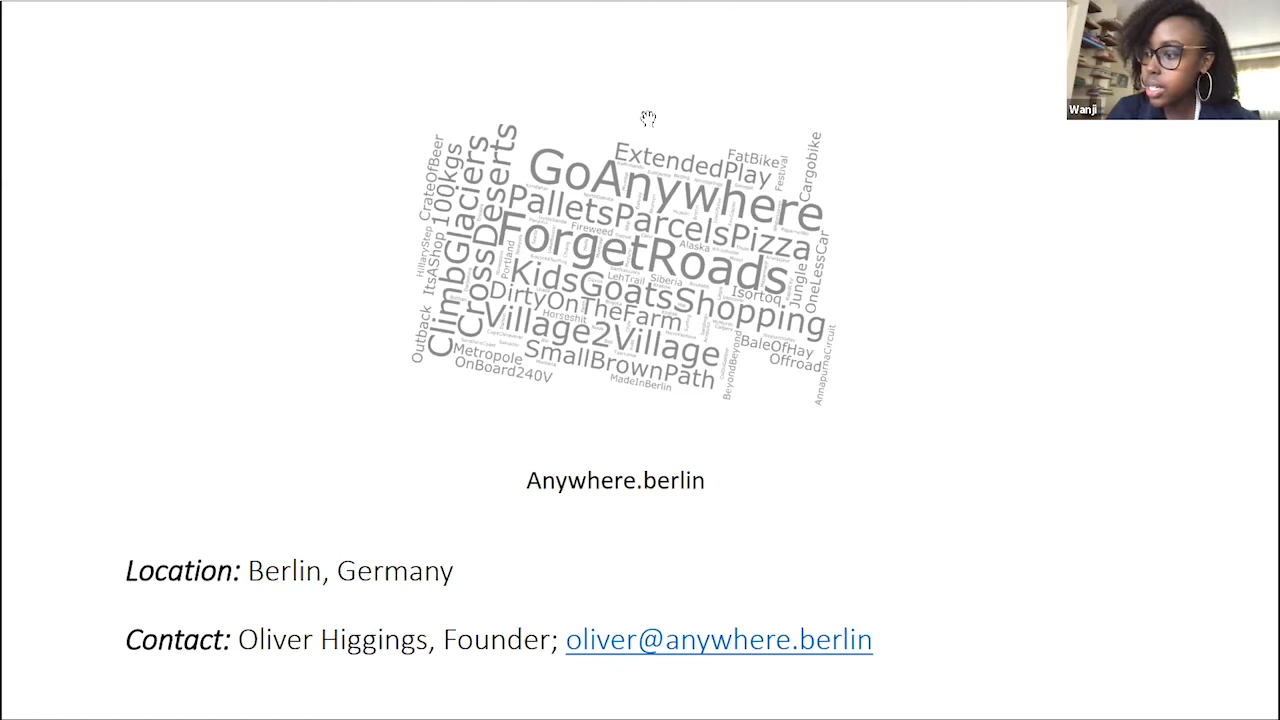 Wanji
CrateOfBeer
100kgs
ItsAShop
HillaryStep
Outback
ClimbGlaciers
CrossDeserts
ExtendedPlay
FatBike
Festival
Cargobike
GoAnywhere
PalletsParcelsPizza
Fireweed
Alaska
ForgetRoads
Portland
LehTrail
Siberia
Isortoq
Jungle
OneLessCar
KidsGoatsShopping
DirtyOnTheFarm
Horseshit
Village2Village
SmallBrownPath
Metropole
OnBoard240V
MadeInBerlin
BeyondBeyond
BaleOfHay
Offroad
AnnapurnaCircuit
Anywhere.berlin
Location: Berlin, Germany
Contact: Oliver Higgings, Founder; oliver@anywhere.berlin